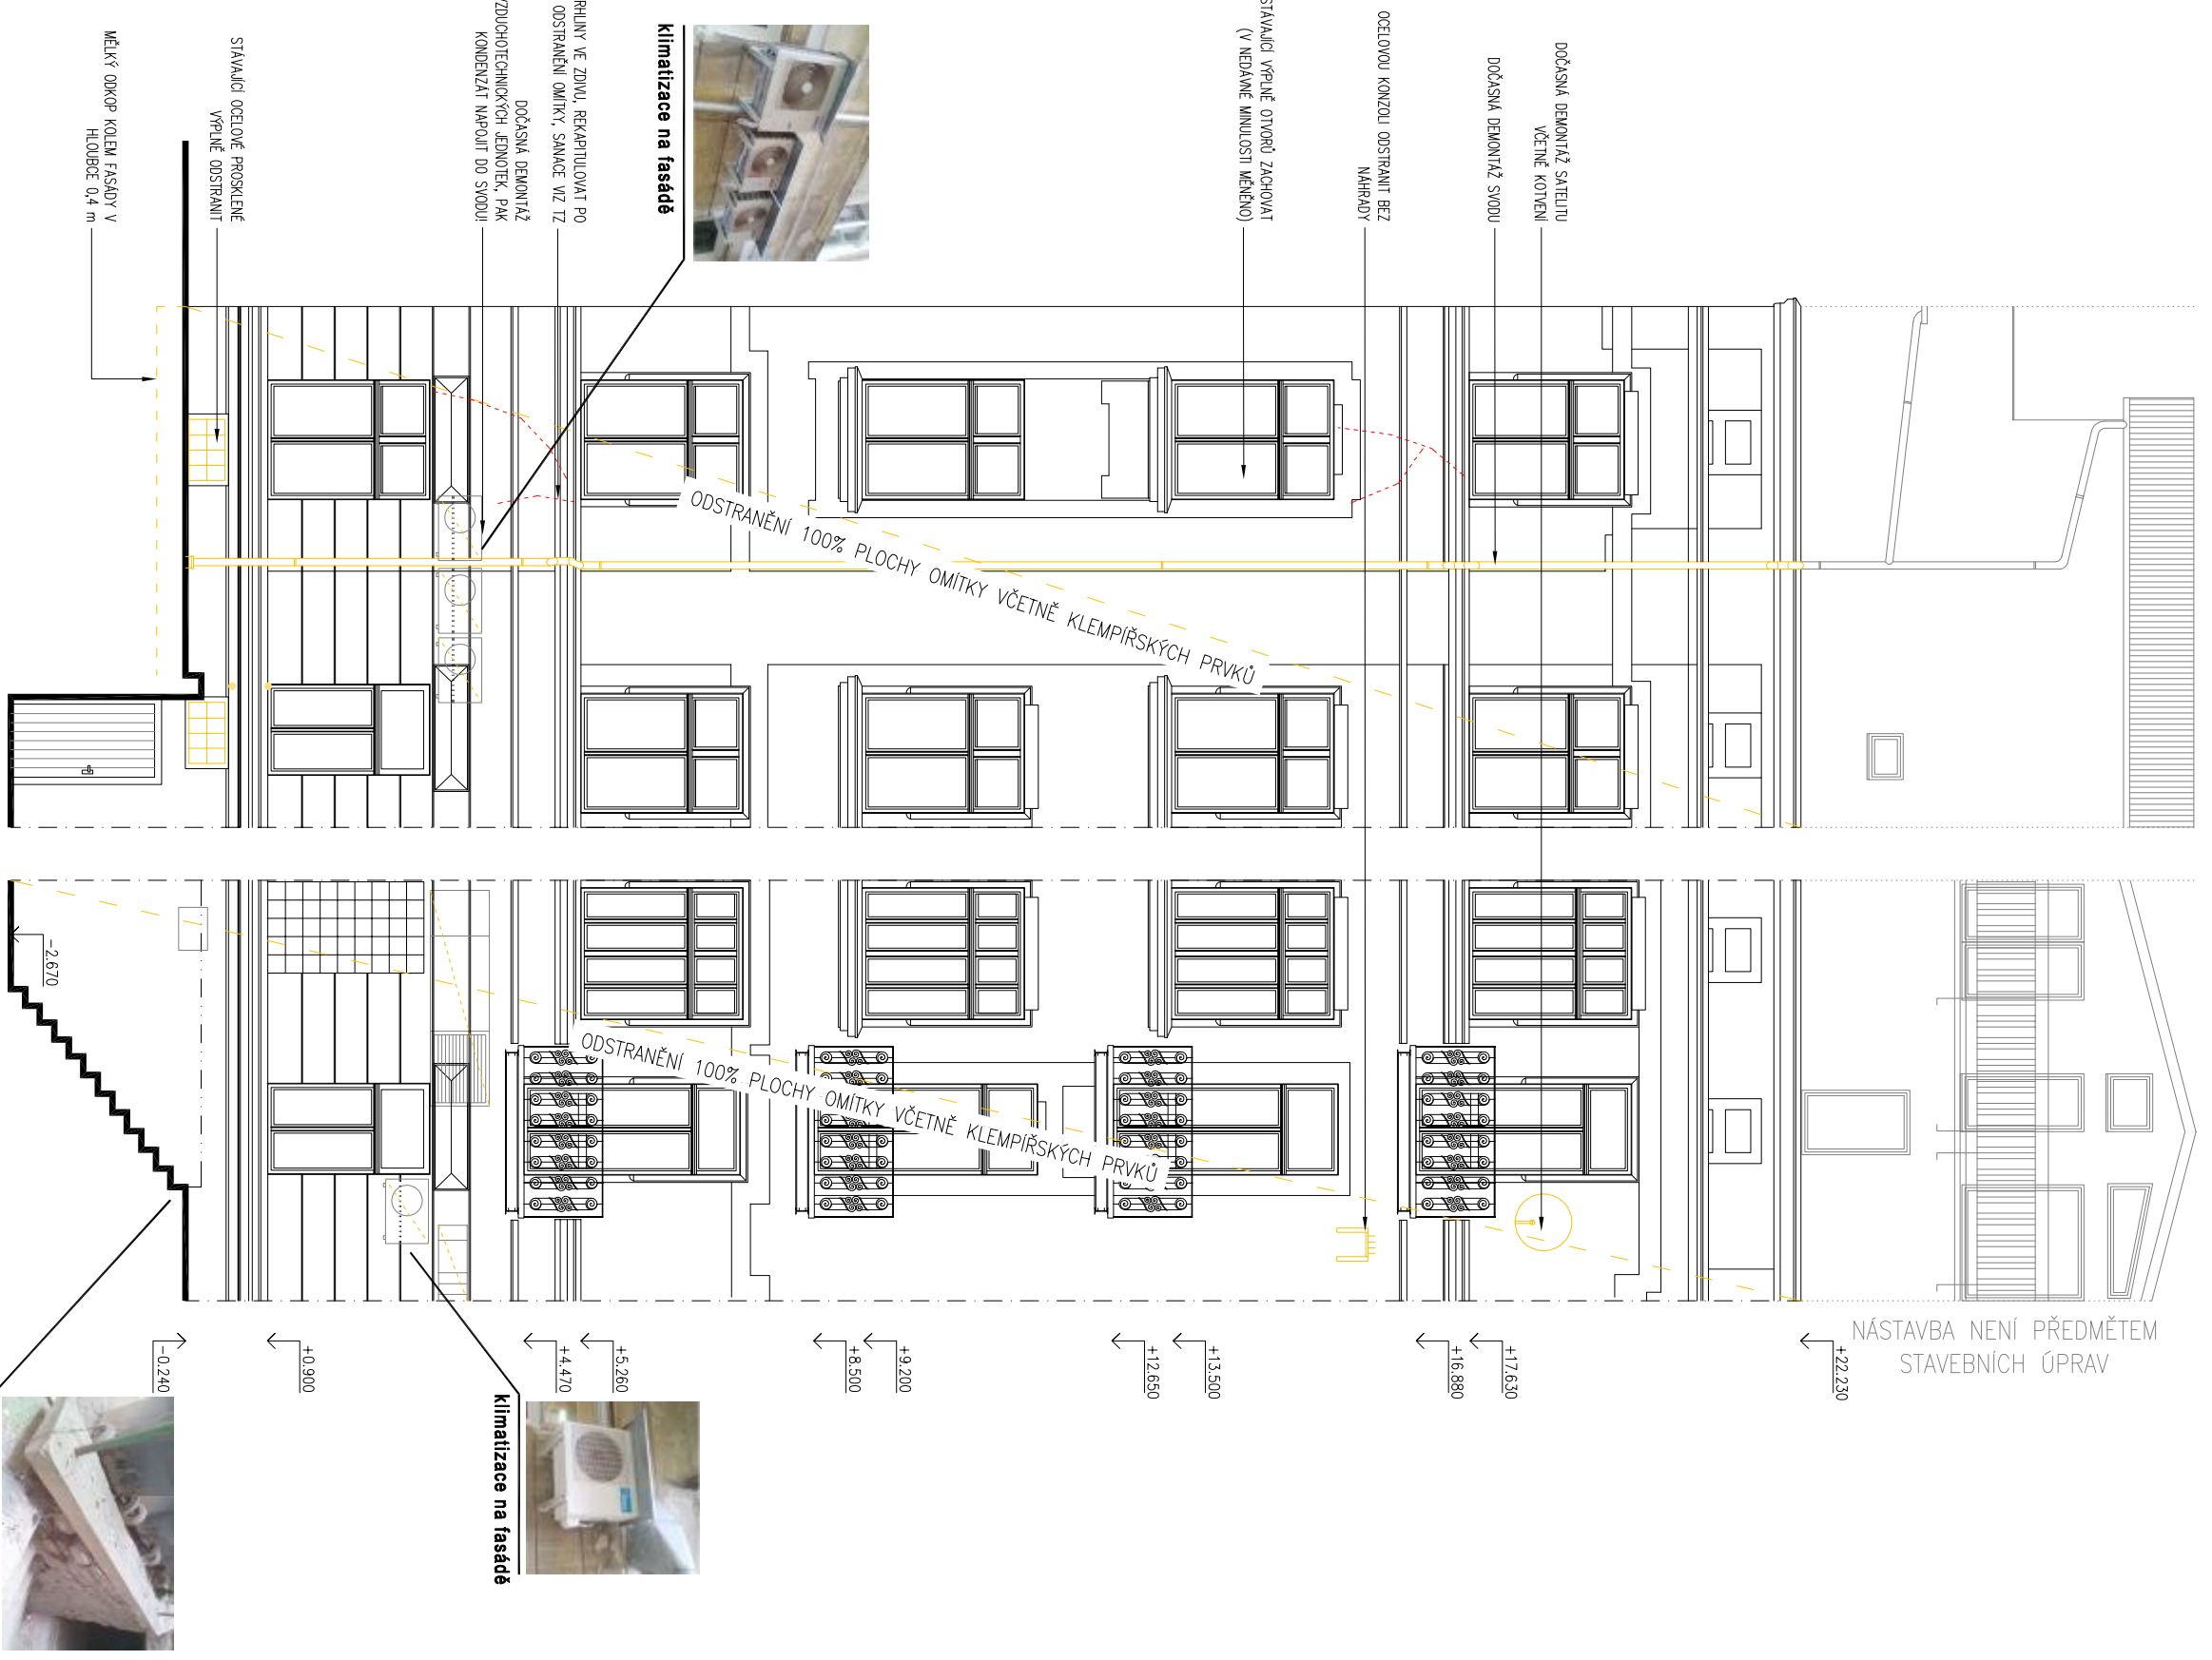 DOČASNÁ DEMONTÁŽ SATELITU
VČETNĚ KOTVENÍ
DOČASNÁ DEMONTÁŽ SVODU
OCELOVOU KONZOLI ODSTRANIT BEZ
NÁHRADY
STÁVAJÍCÍ VÝPLNĚ OTVORŮ ZACHOVAT
(V NEDÁVNÉ MINULOSTI MĚNĚNO)
klimatizace na fasádě
RHLINY VE ZDIVU, REKAPITULOVAT PO
ODSTRANĚNÍ OMÍTKY, SANACE VIZ TZ
DOČASNÁ DEMONTÁŽ
VZDUCHOTECHNICKÝCH JEDNOTEK, PAK
KONDENZÁT NAPOJIT DO SVODU!
STÁVAJÍCÍ OCELOVÉ PROSKLENÉ
VÝPLNĚ ODSTRANIT
MĚLKÝ ODKOP KOLEM FASÁDY V
HLOUBCE 0,4 m
ODSTRANĚNÍ 100% PLOCHY OMÍTKY VČETNĚ KLEMPÍŘSKÝCH PRVKŮ
ODSTRANĚNÍ 100% PLOCHY OMÍTKY VČETNĚ KLEMPÍŘSKÝCH PRVKŮ
-2.670
NÁSTAVBA NENÍ PŘEDMĚTEM
STAVEBNÍCH ÚPRAV
+22.230
+17.630
+16.880
+13.500
+12.650
+9.200
+8.500
+5.260
+4.470
+0.900
-0.240
klimatizace na fasádě